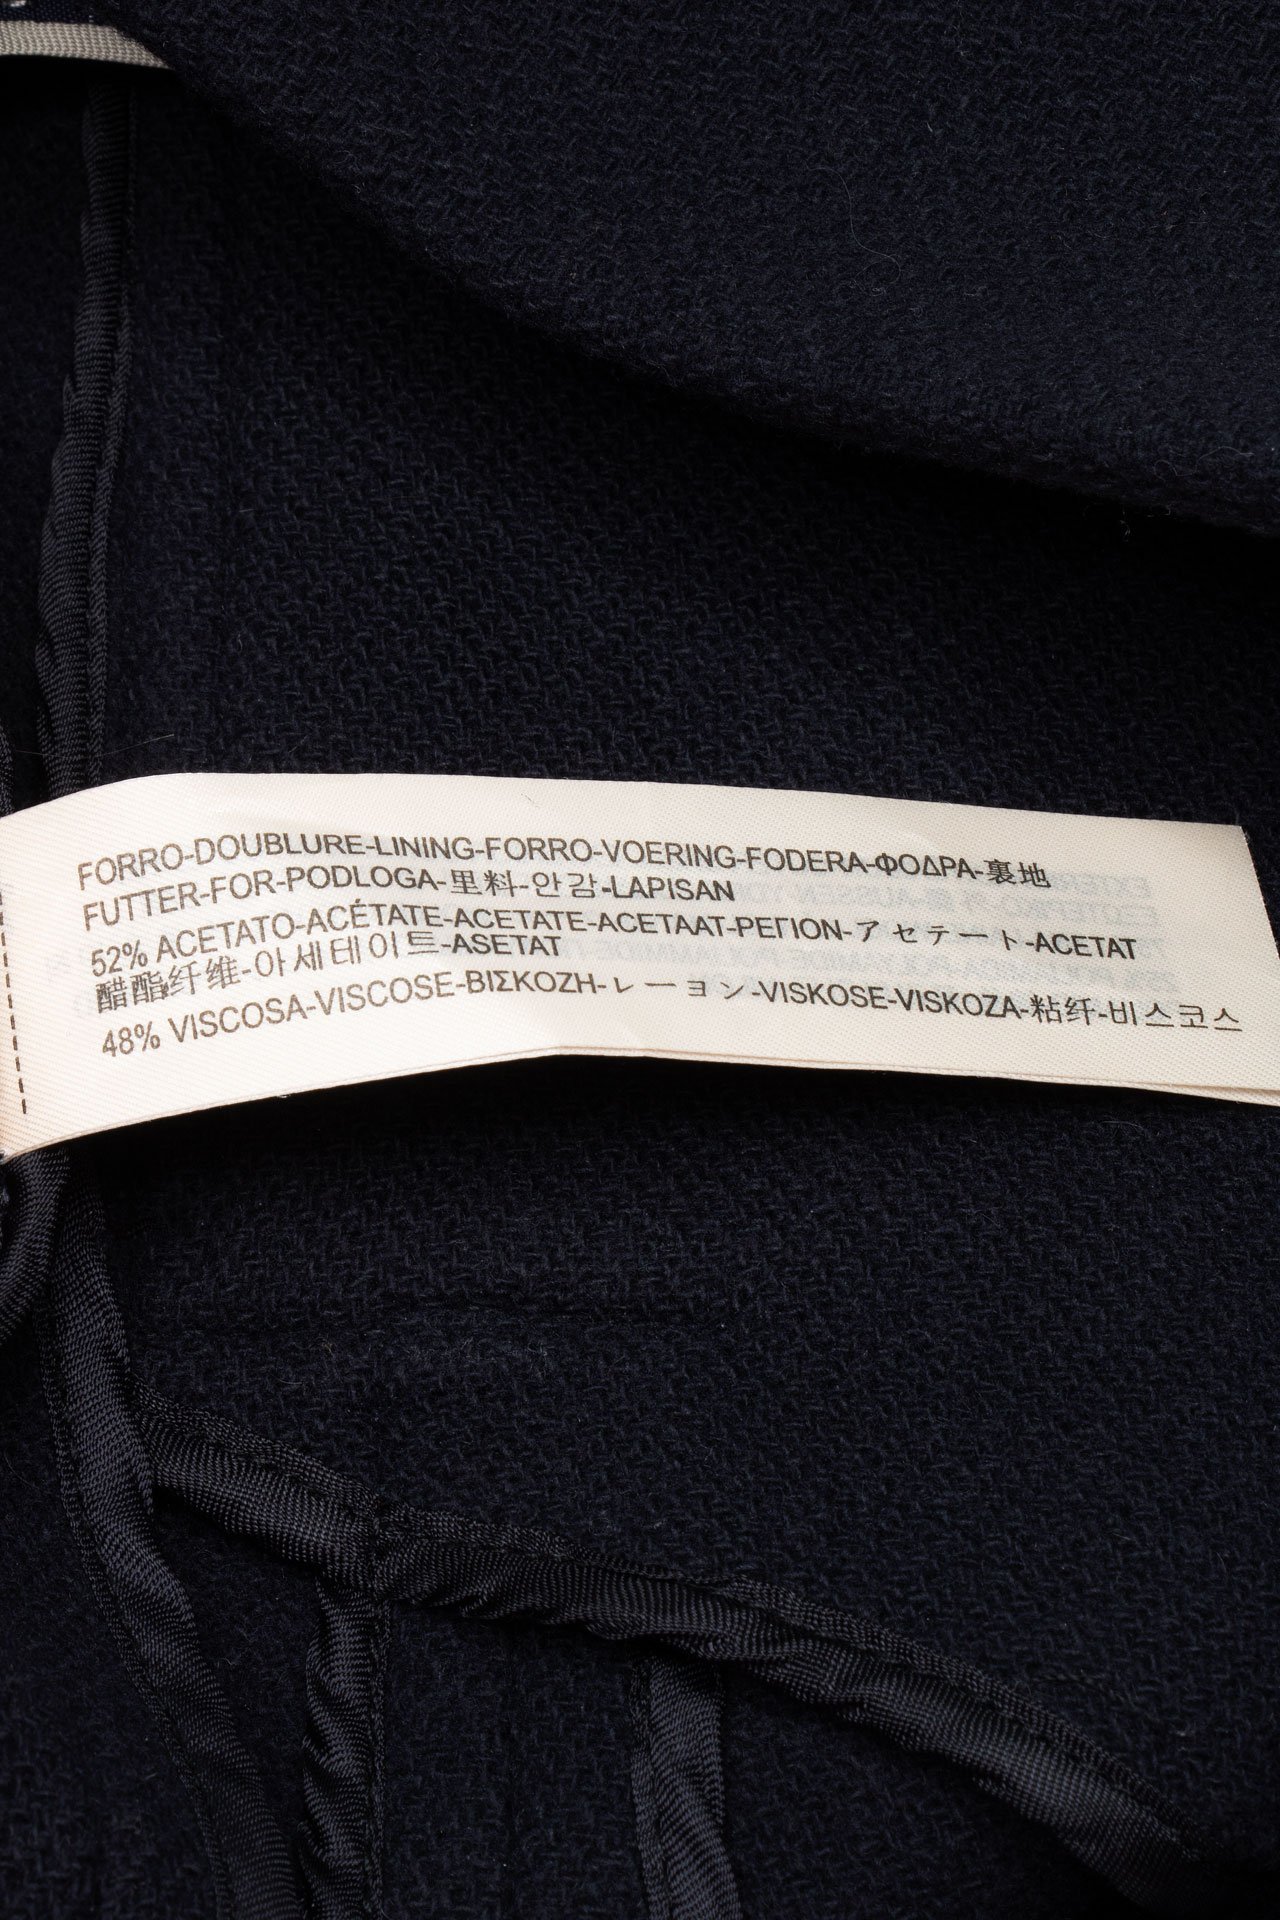 FORRO-DOUBLURE-LINING-FORRO-VOERING-FODERA-ΦΟΔΡΑ-裏地
FUTTER-FOR-PODLOGA-里料-안감-LAPISAN
52% ACETATO-ACÉTATE-ACETATE-ACETAAT-ΡΕΓΙΟΝ-アセテート-ACETAT
醋酯纤维-아세테이트-ASETAT
48% VISCOSA-VISCOSE-ΒΙΣΚΟΖΗ-レーヨン-VISKOSE-VISKOZA-粘纤-비스코스